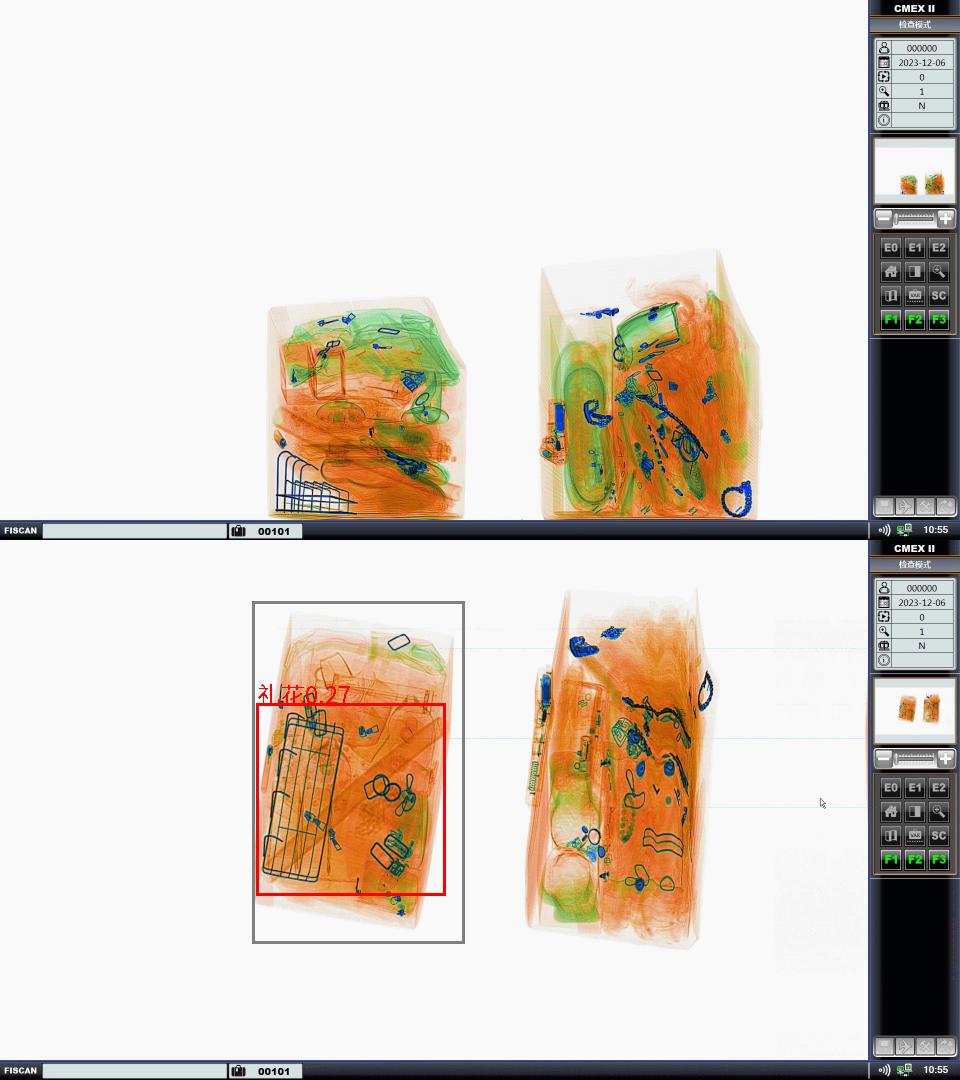 CMEX II
检查模式
000000
2023-12-06
0
1
N
E0 E1 E2
VAR SC
F1 F2 F3
FISCAN 00101 10:55
CMEX II
检查模式
000000
2023-12-06
0
1
N
礼花0.27
E0 E1 E2
VAR SC
F1 F2 F3
FISCAN 00101 10:55